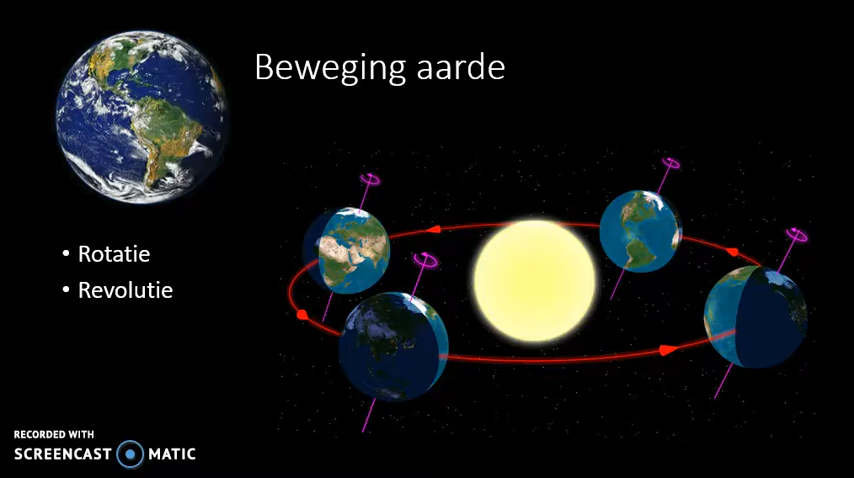 Beweging aarde
• Rotatie
• Revolutie
RECORDED WITH
SCREENCAST MATIC